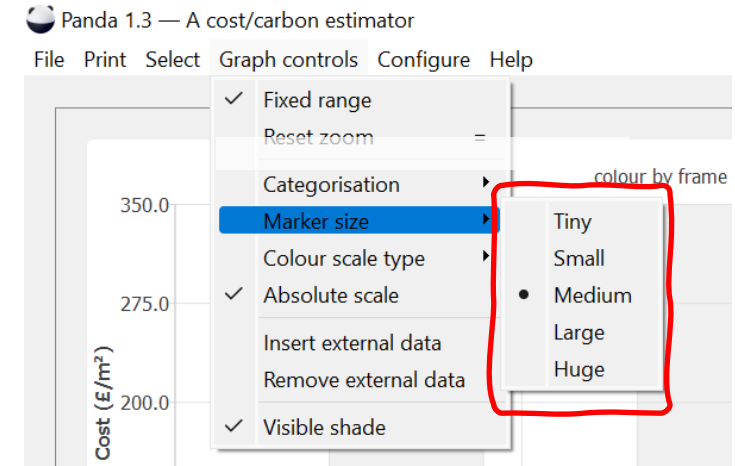 Panda 1.3 — A cost/carbon estimator
File Print Select Graph controls Configure Help
Fixed range
Reset zoom =
Categorisation
Marker size
Colour scale type
Absolute scale
Insert external data
Remove external data
Visible shade
Tiny
Small
Medium
Large
Huge
colour by frame
350.0
275.0
200.0
Cost (£/m²)